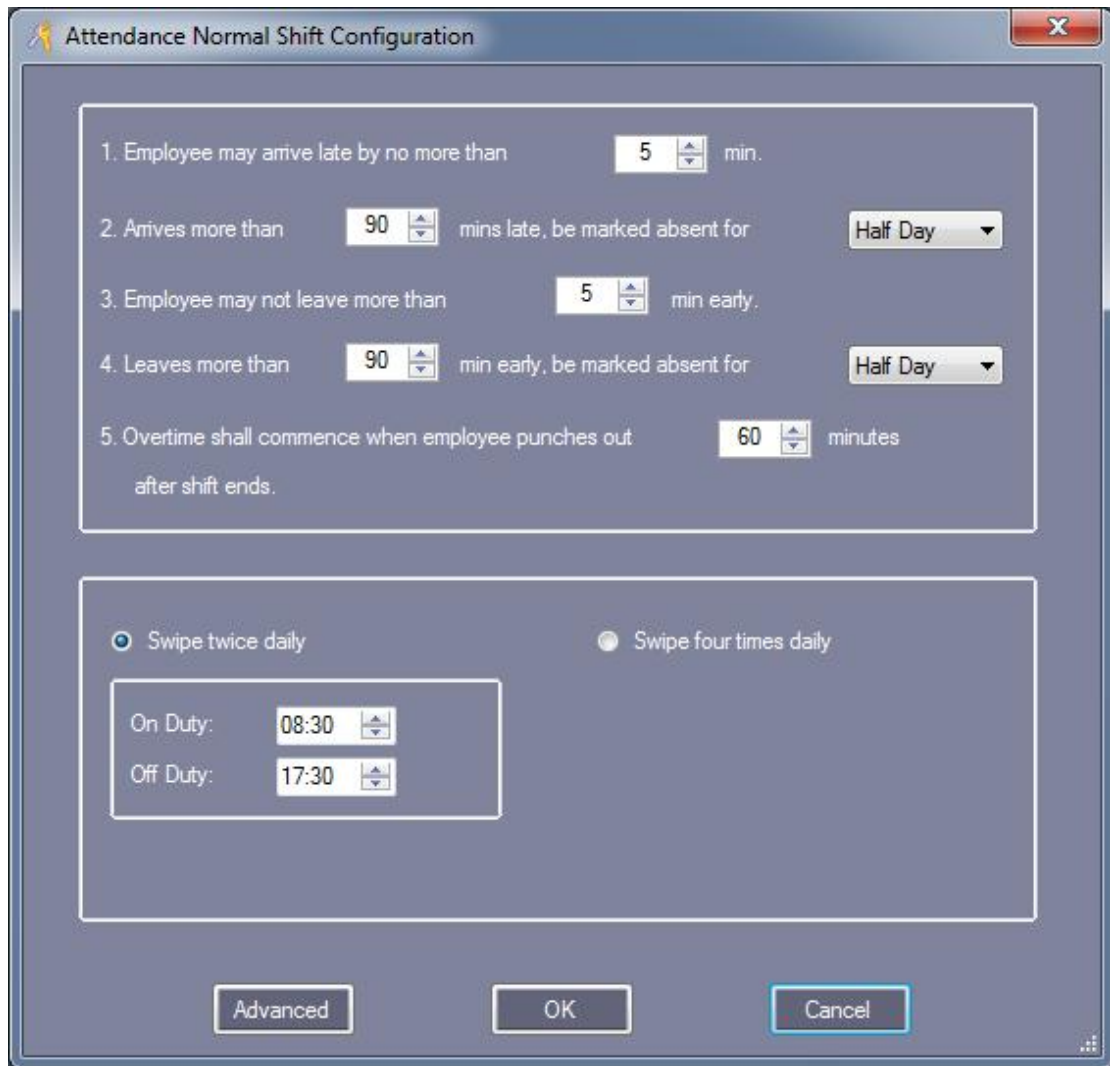 Attendance Normal Shift Configuration
1. Employee may arrive late by no more than 5 min.
2. Arrives more than 90 mins late, be marked absent for Half Day
3. Employee may not leave more than 5 min early.
4. Leaves more than 90 min early, be marked absent for Half Day
5. Overtime shall commence when employee punches out 60 minutes
after shift ends.
Swipe twice daily Swipe four times daily
On Duty: 08:30
Off Duty: 17:30
Advanced OK Cancel